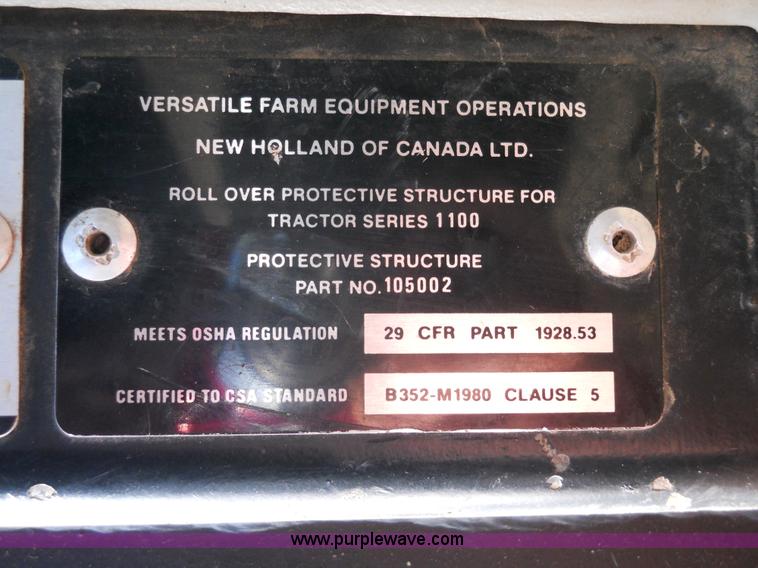 VERSATILE FARM EQUIPMENT OPERATIONS
NEW HOLLAND OF CANADA LTD.
ROLL OVER PROTECTIVE STRUCTURE FOR
TRACTOR SERIES 1100
PROTECTIVE STRUCTURE
PART NO. 105002
MEETS OSHA REGULATION 29 CFR PART 1928.53
CERTIFIED TO CSA STANDARD B352-M1980 CLAUSE 5
www.purplewave.com